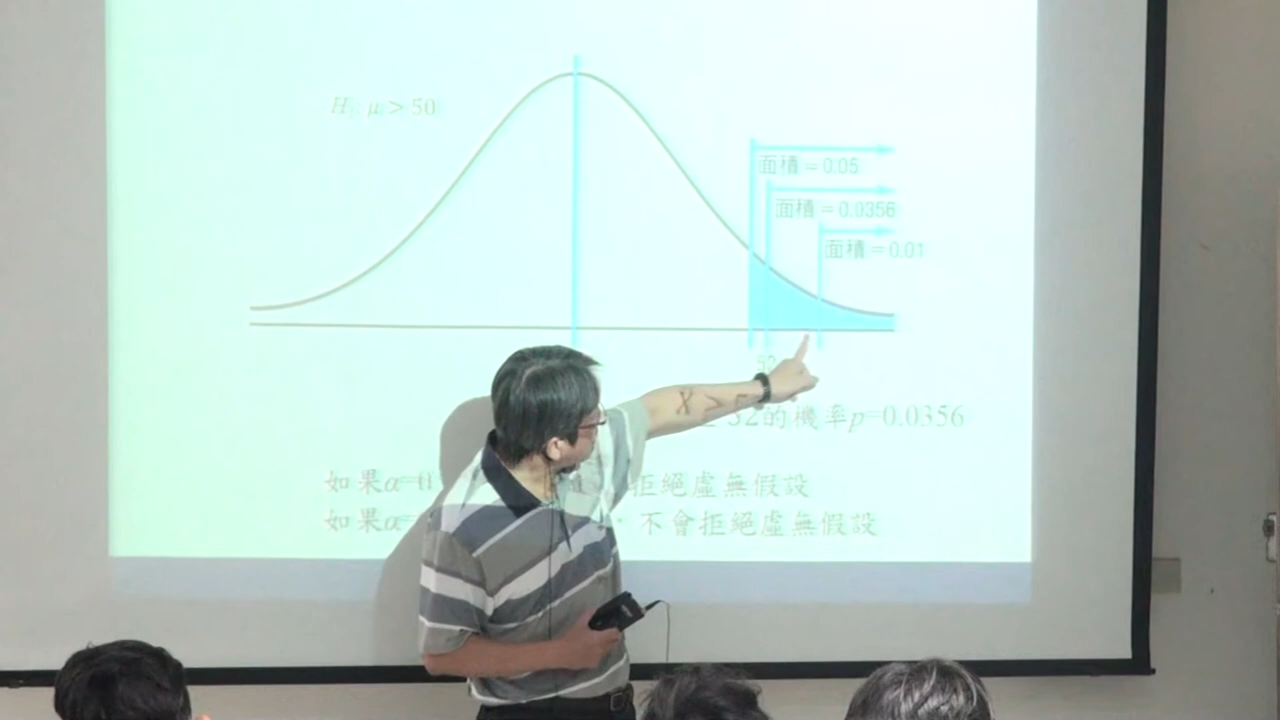 H₁: μ > 50
面積 = 0.05
面積 = 0.0356
面積 = 0.01
52
≥ 52的機率p=0.0356
如果α=0 拒絕虛無假設
如果α= 不會拒絕虛無假設